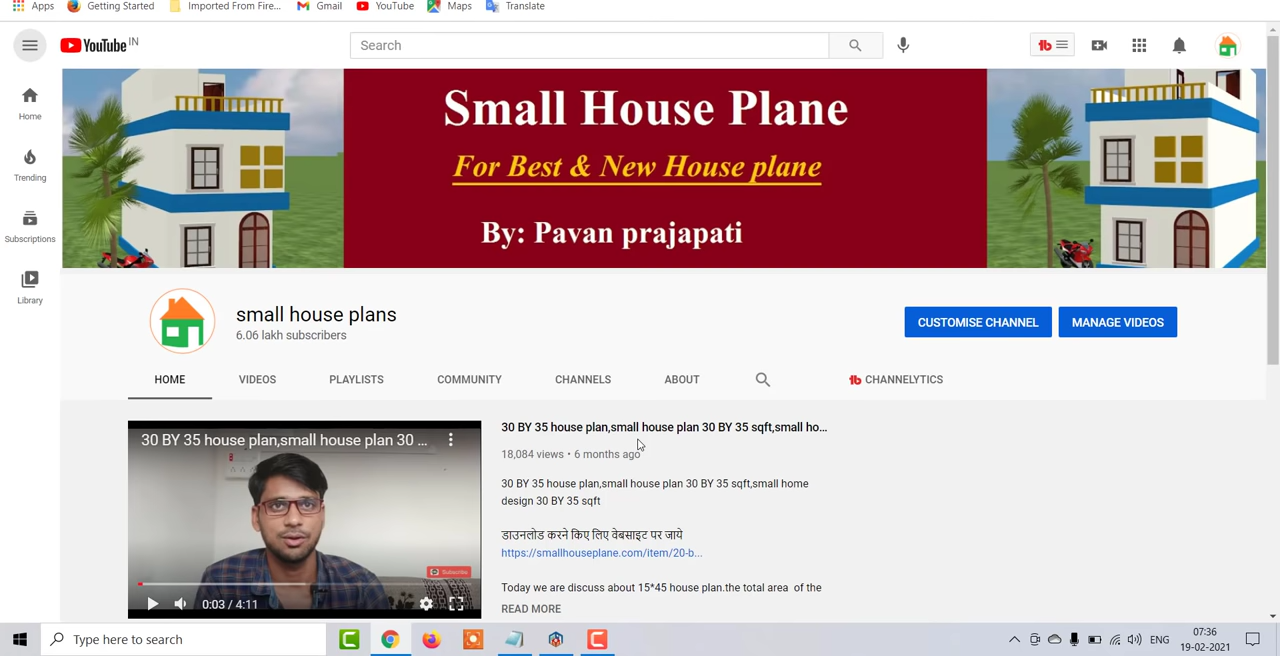 Apps Getting Started Imported From Fire... Gmail YouTube Maps Translate
YouTube IN
Search
Small House Plane
For Best & New House plane
By: Pavan prajapati
Home
Trending
Subscriptions
Library
small house plans
6.06 lakh subscribers
CUSTOMISE CHANNEL MANAGE VIDEOS
HOME VIDEOS PLAYLISTS COMMUNITY CHANNELS ABOUT CHANNELYTICS
30 BY 35 house plan,small house plan 30 ...
Subscribe
0:03 / 4:11
30 BY 35 house plan,small house plan 30 BY 35 sqft,small ho...
18,084 views • 6 months ago
30 BY 35 house plan,small house plan 30 BY 35 sqft,small home
design 30 BY 35 sqft
डाउनलोड करने किए लिए वेबसाइट पर जाये
https://smallhouseplane.com/item/20-b...
Today we are discuss about 15*45 house plan.the total area of the
READ MORE
Type here to search
ENG
07:36
19-02-2021